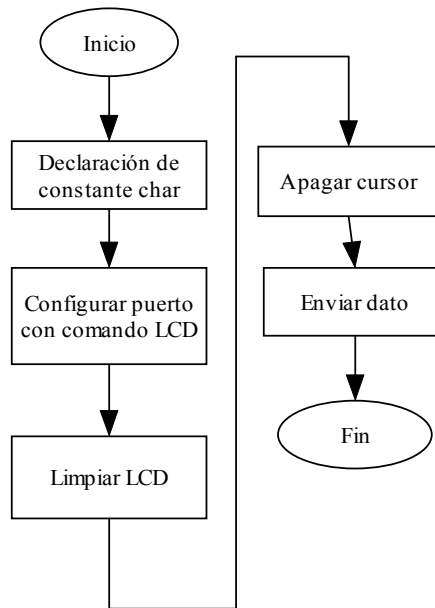 Inicio
Declaración de
constante char
Configurar puerto
con comando LCD
Limpiar LCD
Apagar cursor
Enviar dato
Fin